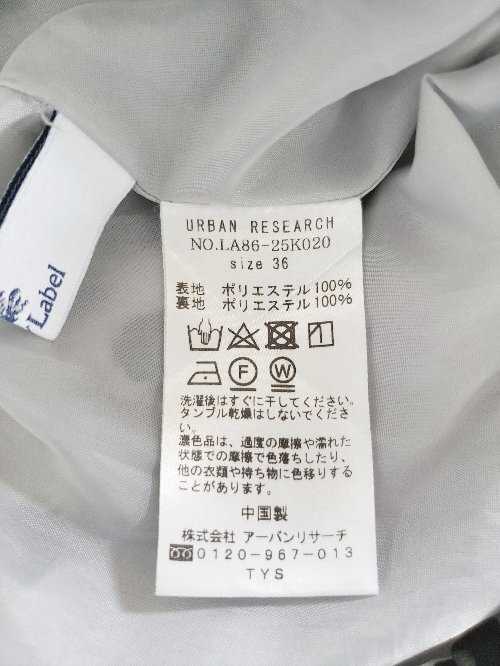 URBAN RESEARCH
NO.LA86-25K020
size 36
表地 ポリエステル100%
裏地 ポリエステル100%
F W
洗濯後はすぐに干してください。
タンブル乾燥はしないでくださ
い。
濃色品は、過度の摩擦や濡れた
状態での摩擦で色落ちしたり、
他の衣類や持ち物に色移りする
ことがあります。
中国製
株式会社 アーバンリサーチ
0120-967-013
TYS
Label